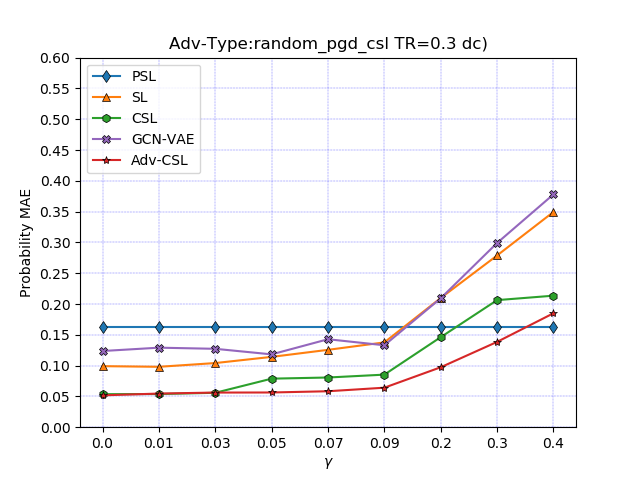 Adv-Type:random_pgd_csl TR=0.3 dc)
Probability MAE
0.60
0.55
0.50
0.45
0.40
0.35
0.30
0.25
0.20
0.15
0.10
0.05
0.00
PSL
SL
CSL
GCN-VAE
Adv-CSL
0.0 0.01 0.03 0.05 0.07 0.09 0.2 0.3 0.4
γ